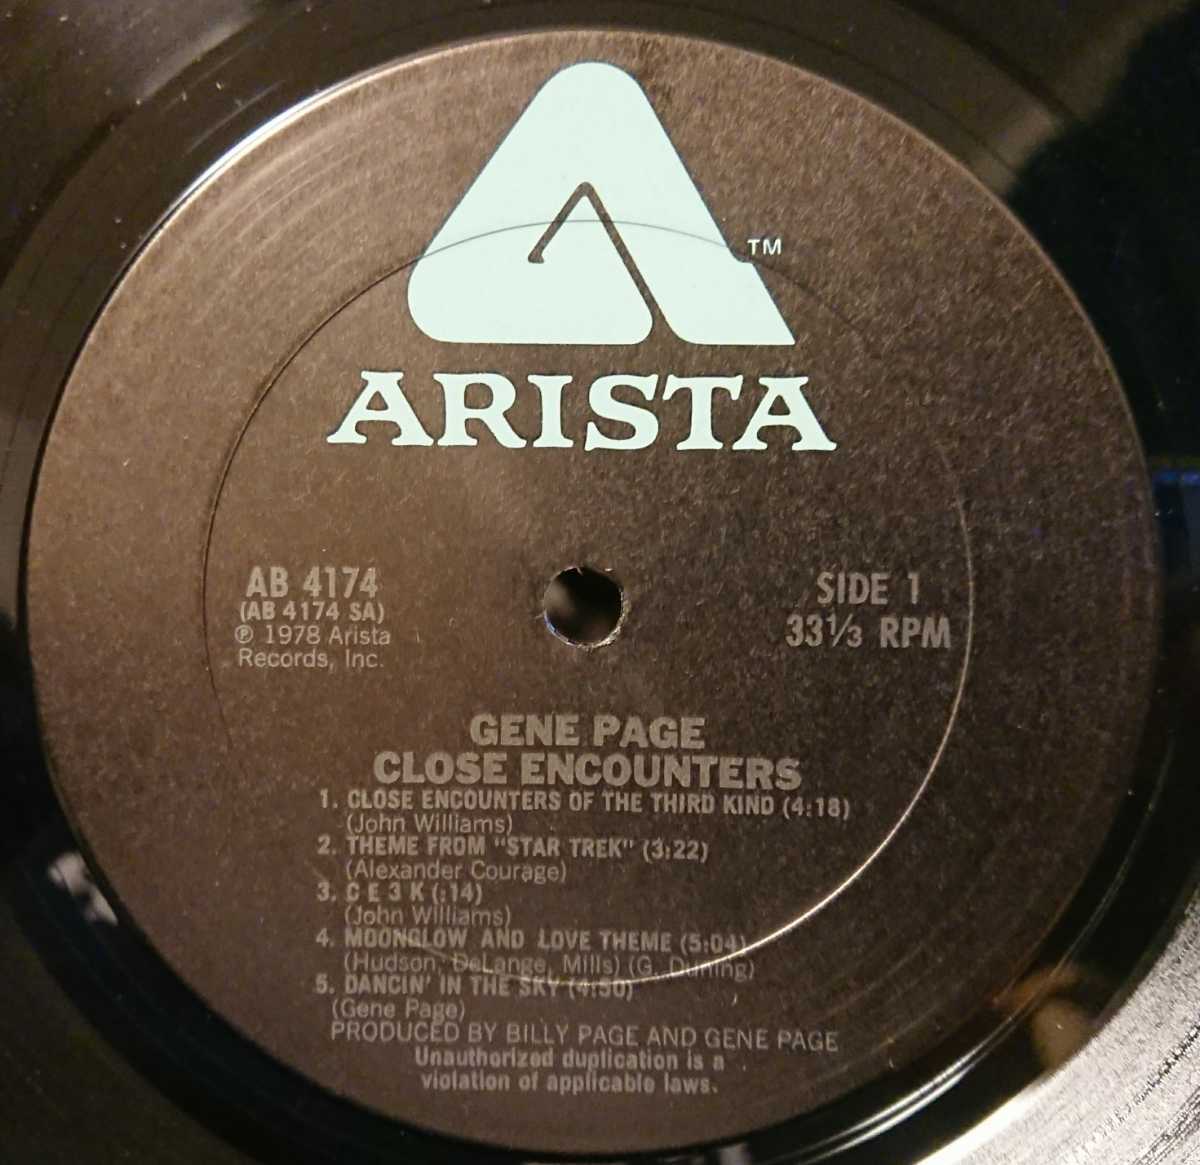 TM
ARISTA
AB 4174
(AB 4174 SA)
℗ 1978 Arista
Records, Inc.
SIDE 1
33⅓ RPM
GENE PAGE
CLOSE ENCOUNTERS
1. CLOSE ENCOUNTERS OF THE THIRD KIND (4:18)
(John Williams)
2. THEME FROM "STAR TREK" (3:22)
(Alexander Courage)
3. C E 3 K (:14)
(John Williams)
4. MOONGLOW AND LOVE THEME (5:04)
(Hudson, DeLange, Mills) (G. Duning)
5. DANCIN' IN THE SKY (4:50)
(Gene Page)
PRODUCED BY BILLY PAGE AND GENE PAGE
Unauthorized duplication is a
violation of applicable laws.